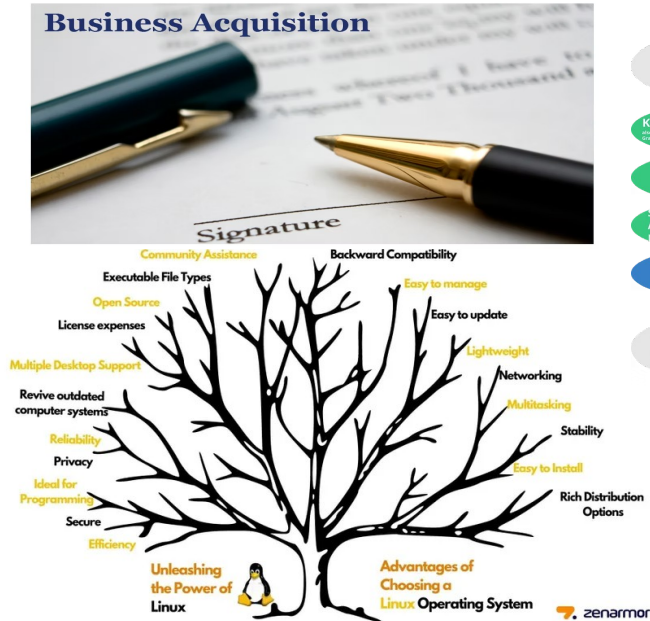 Business Acquisition
Signature
Community Assistance
Backward Compatibility
Executable File Types
Easy to manage
Open Source
Easy to update
License expenses
Lightweight
Multiple Desktop Support
Networking
Revive outdated
computer systems
Multitasking
Reliability
Stability
Privacy
Easy to Install
Ideal for
Programming
Rich Distribution
Options
Secure
Efficiency
Unleashing
the Power of
Linux
Advantages of
Choosing a
Linux Operating System
zenarmor